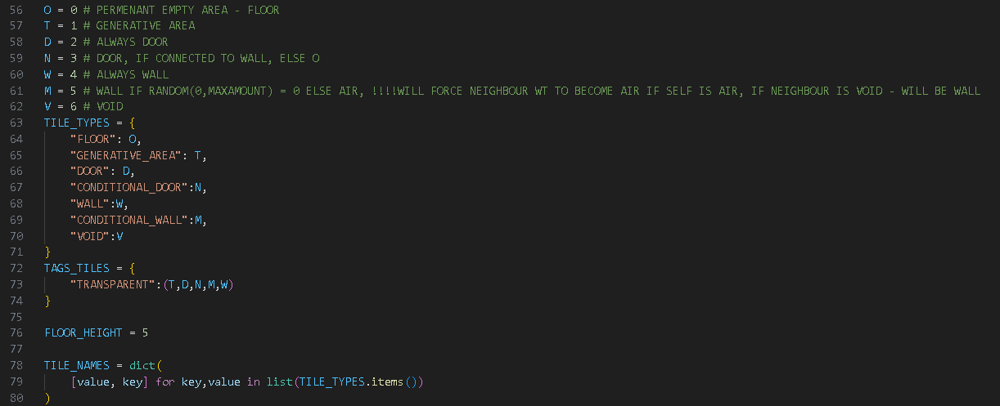 56 O = 0 # PERMENANT EMPTY AREA - FLOOR
57 T = 1 # GENERATIVE AREA
58 D = 2 # ALWAYS DOOR
59 N = 3 # DOOR, IF CONNECTED TO WALL, ELSE O
60 W = 4 # ALWAYS WALL
61 M = 5 # WALL IF RANDOM(0,MAXAMOUNT) = 0 ELSE AIR, !!!!WILL FORCE NEIGHBOUR WT TO BECOME AIR IF SELF IS AIR, IF NEIGHBOUR IS VOID - WILL BE WALL
62 V = 6 # VOID
63 TILE_TYPES = {
64     "FLOOR": O,
65     "GENERATIVE_AREA": T,
66     "DOOR": D,
67     "CONDITIONAL_DOOR":N,
68     "WALL":W,
69     "CONDITIONAL_WALL":M,
70     "VOID":V
71 }
72 TAGS_TILES = {
73     "TRANSPARENT":(T,D,N,M,W)
74 }
75
76 FLOOR_HEIGHT = 5
77
78 TILE_NAMES = dict(
79     [value, key] for key,value in list(TILE_TYPES.items())
80 )